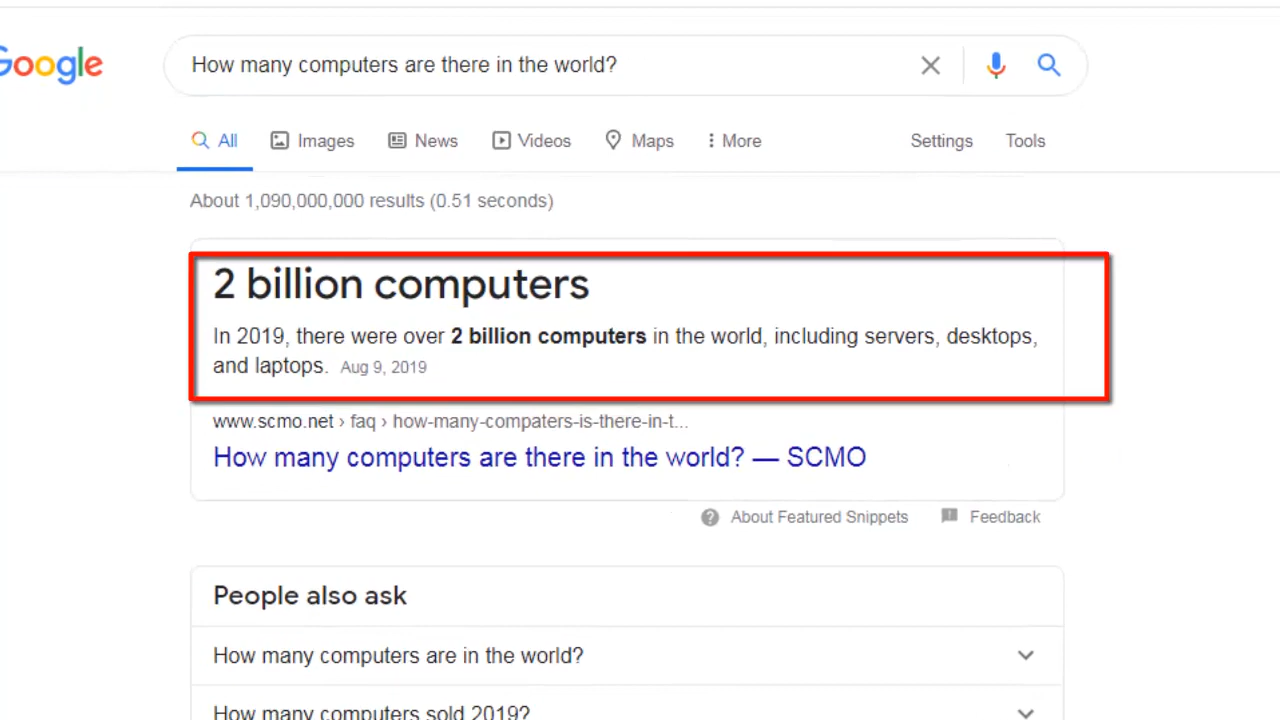 Google
How many computers are there in the world?
All Images News Videos Maps More Settings Tools
About 1,090,000,000 results (0.51 seconds)
2 billion computers
In 2019, there were over 2 billion computers in the world, including servers, desktops,
and laptops. Aug 9, 2019
www.scmo.net › faq › how-many-compaters-is-there-in-t...
How many computers are there in the world? — SCMO
About Featured Snippets Feedback
People also ask
How many computers are in the world?
How many computers sold 2019?